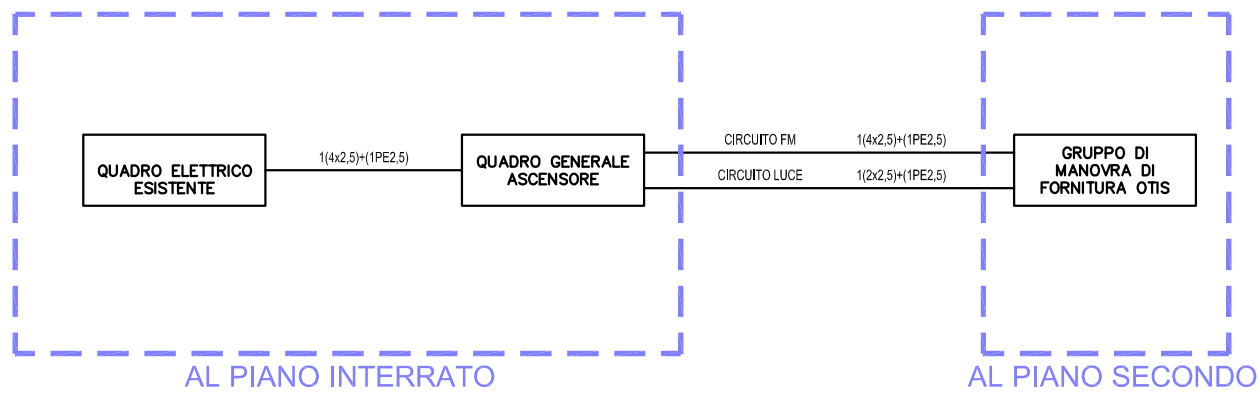 QUADRO ELETTRICO
ESISTENTE
1(4x2,5)+(1PE2,5)
QUADRO GENERALE
ASCENSORE
CIRCUITO FM
1(4x2,5)+(1PE2,5)
CIRCUITO LUCE
1(2x2,5)+(1PE2,5)
GRUPPO DI
MANOVRA DI
FORNITURA OTIS
AL PIANO INTERRATO
AL PIANO SECONDO